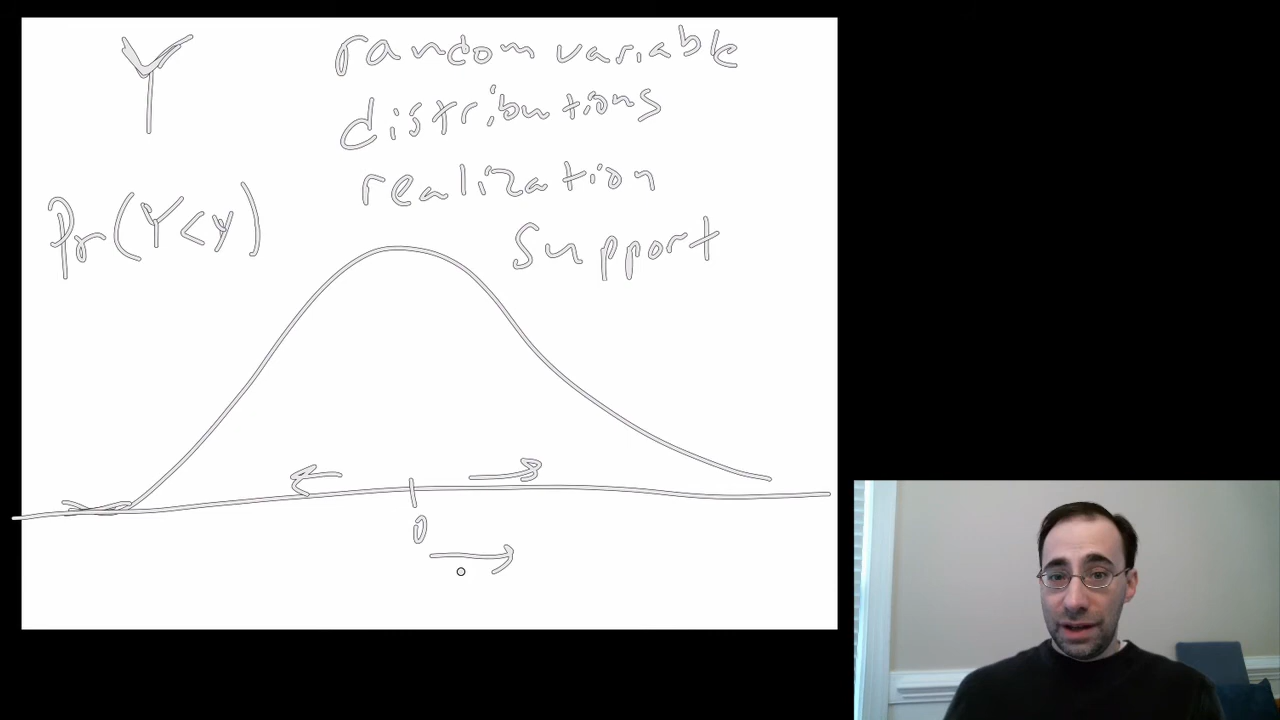 Y
random variable
distributions
realization
Pr(Y<y)
support
0